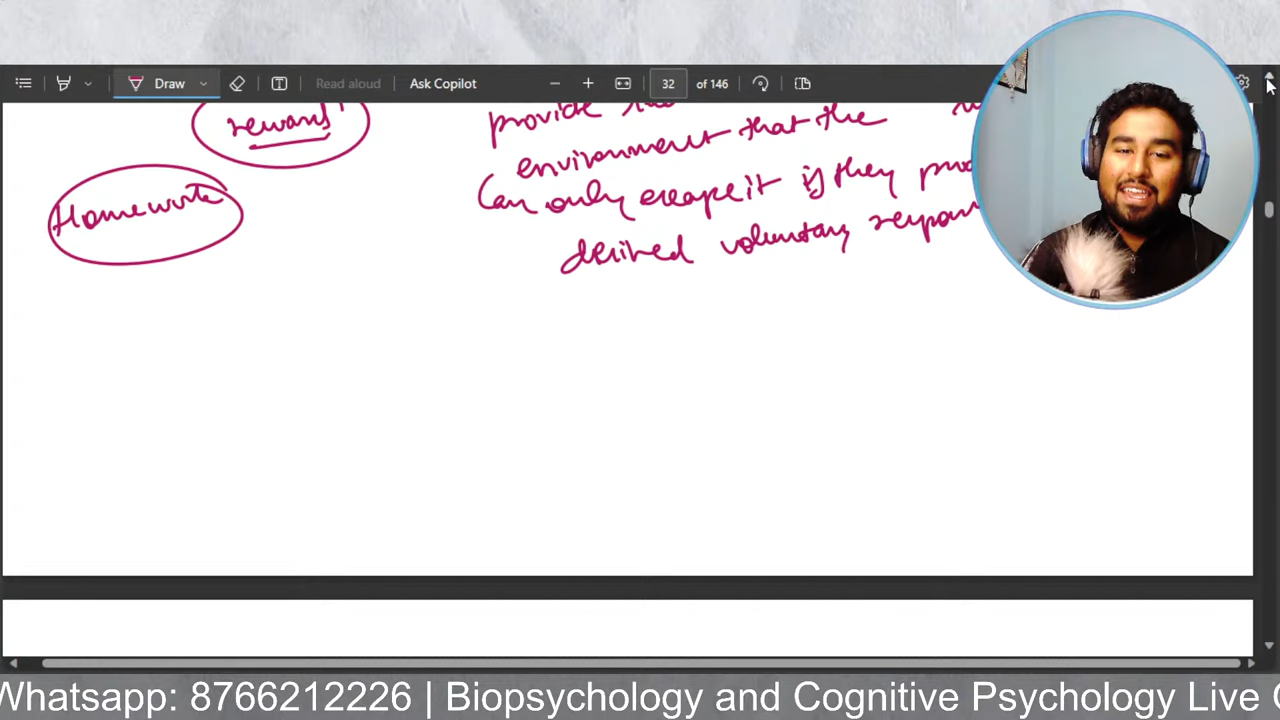 Draw
Read aloud
Ask Copilot
32 of 146
reward
provide
environment that the
Homework
Can only escape it if they
desired voluntary
Whatsapp: 8766212226 | Biopsychology and Cognitive Psychology Live